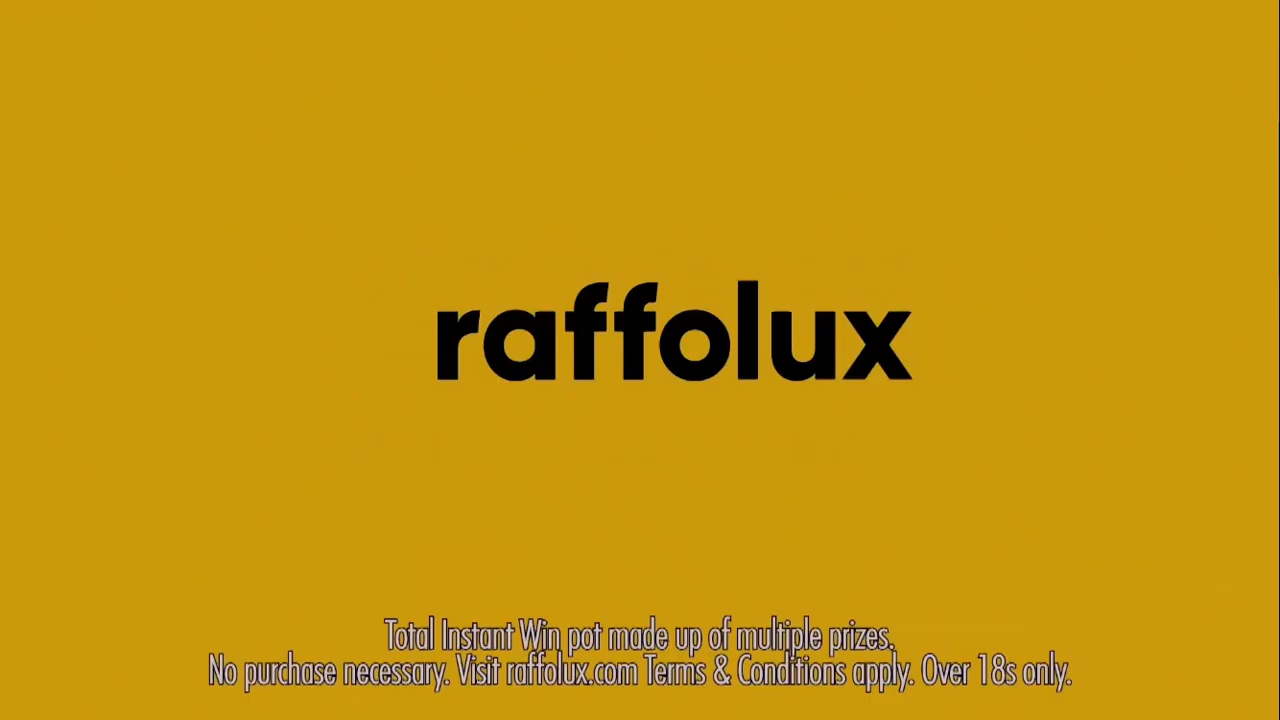 raffolux
Total Instant Win pot made up of multiple prizes.
No purchase necessary. Visit raffolux.com Terms & Conditions apply. Over 18s only.